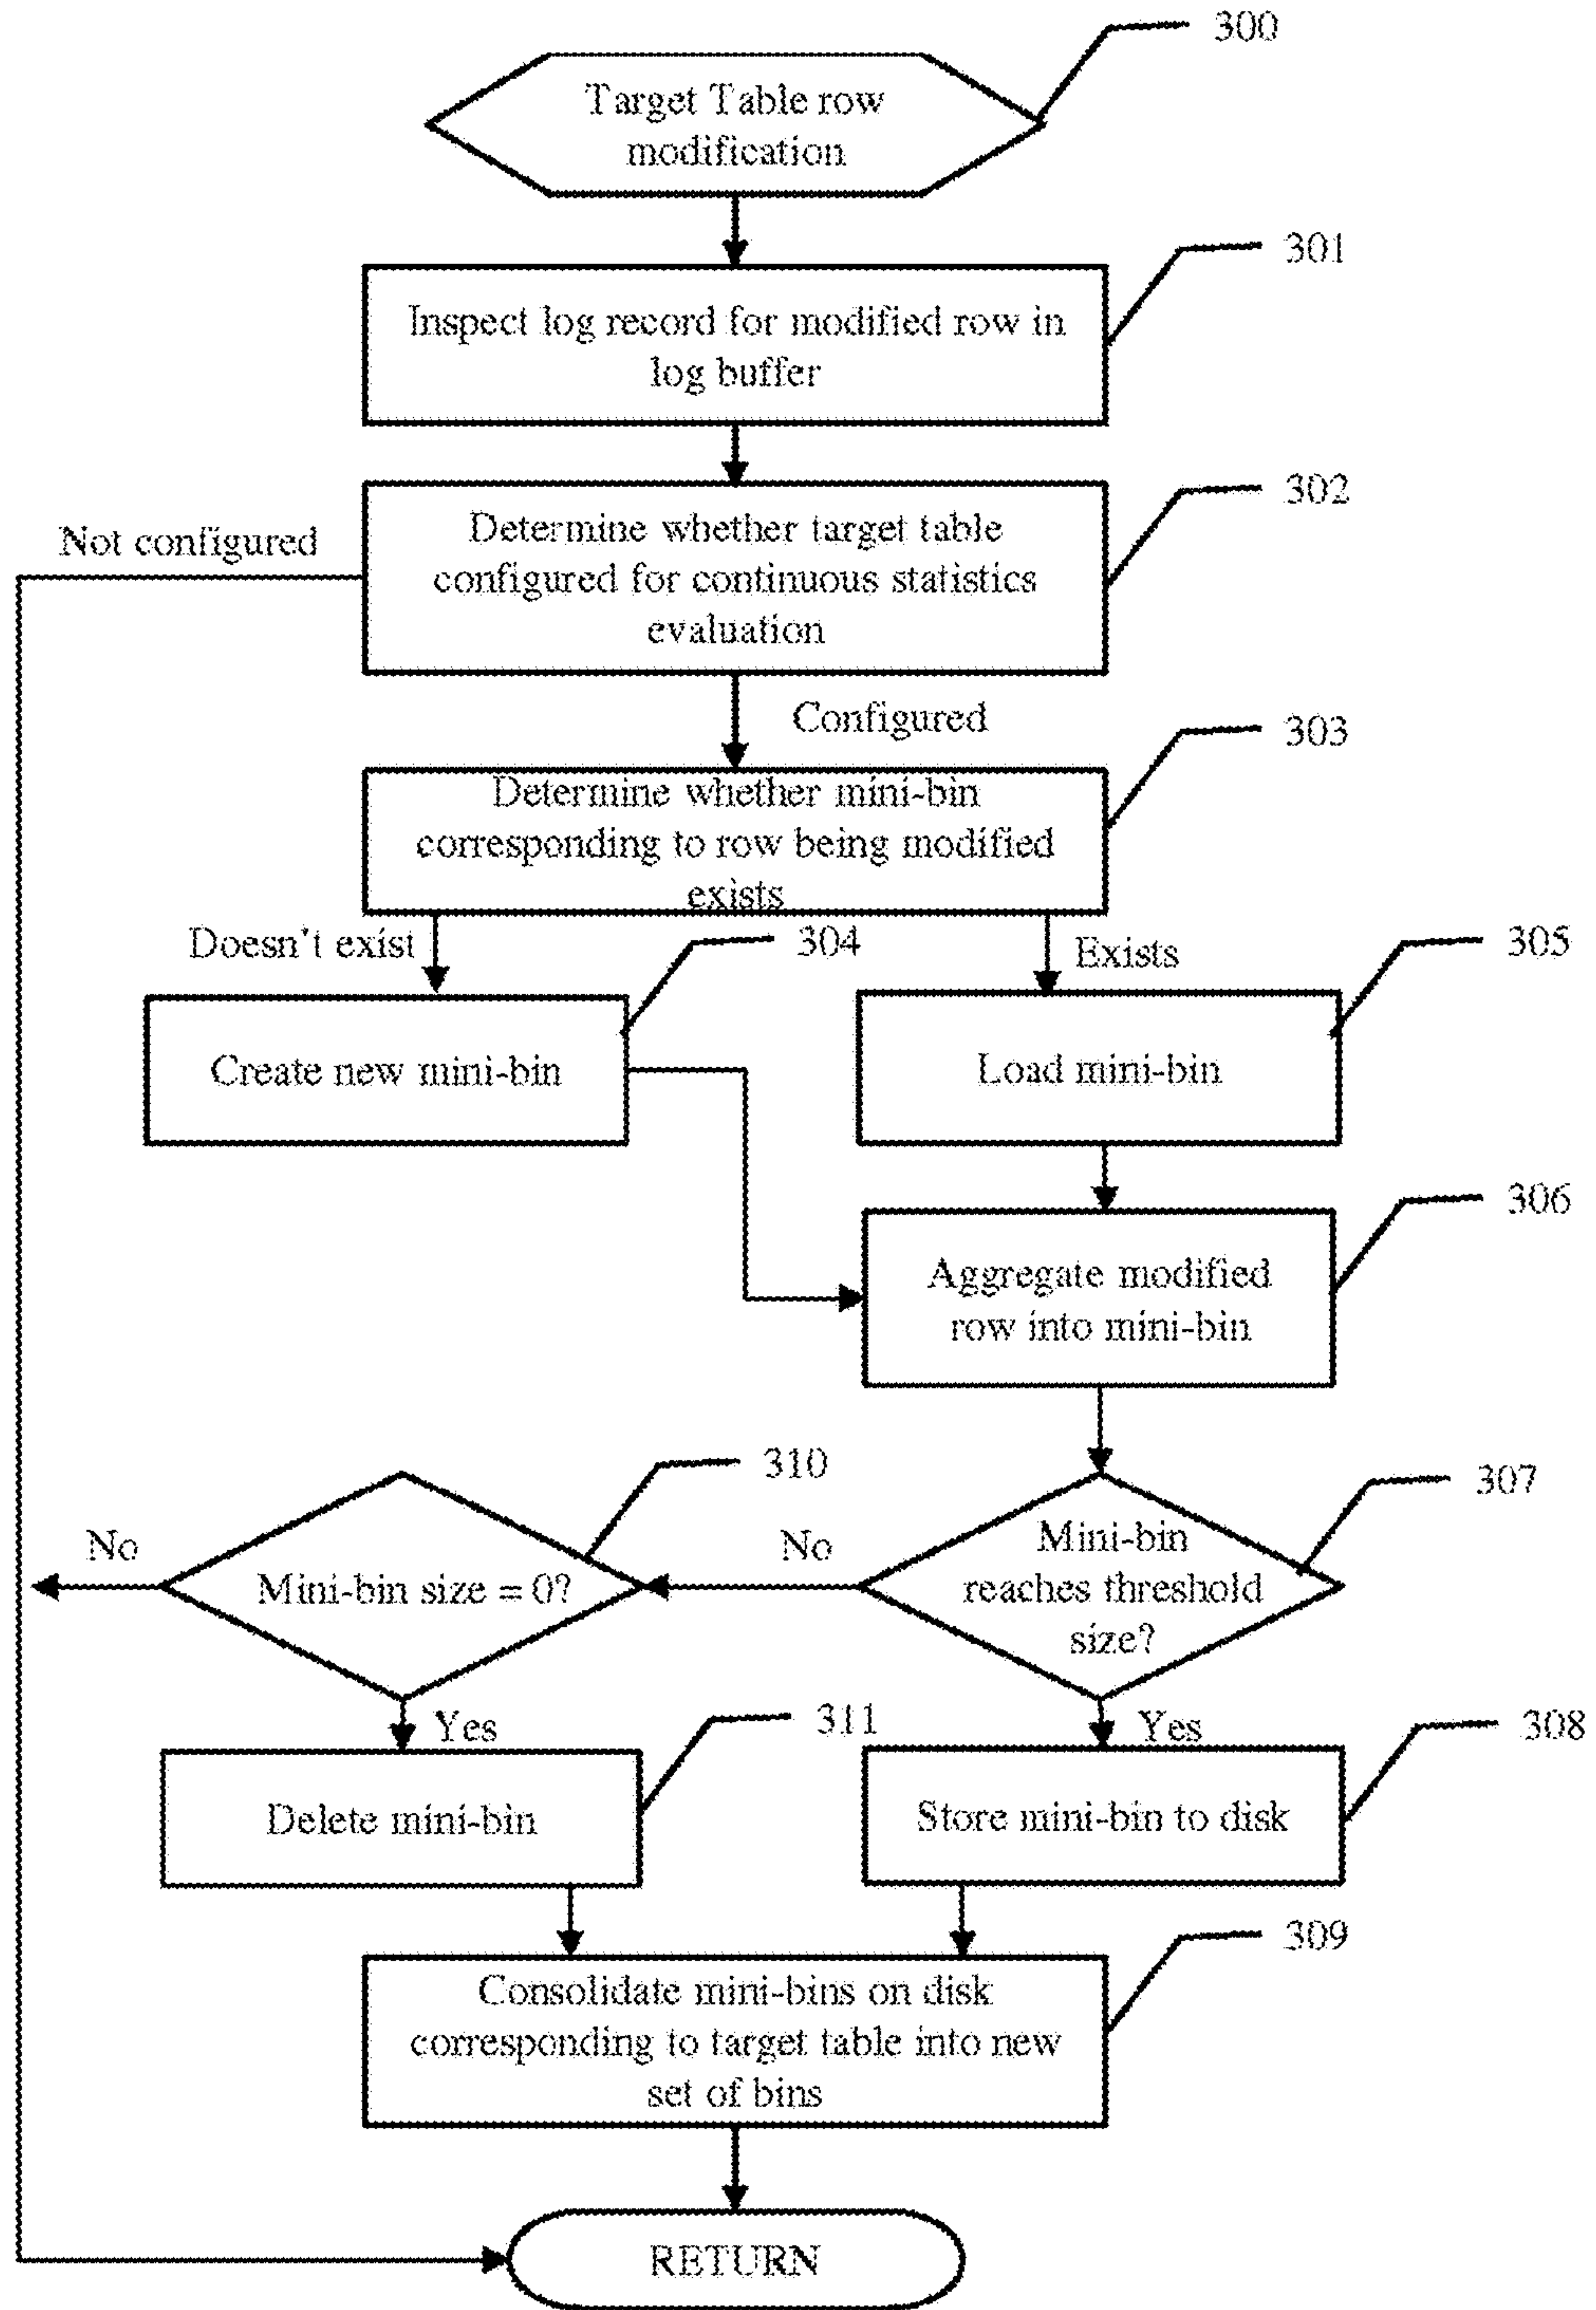 300
Target Table row
modification
301
Inspect log record for modified row in
log buffer
302
Not configured
Determine whether target table
configured for continuous statistics
evaluation
Configured
303
Determine whether mini-bin
corresponding to row being modified
exists
Doesn't exist
304
Exists
305
Create new mini-bin
Load mini-bin
306
Aggregate modified
row into mini-bin
310
307
No
Mini-bin size = 0?
No
Mini-bin
reaches threshold
size?
Yes
311
Yes
308
Delete mini-bin
Store mini-bin to disk
309
Consolidate mini-bins on disk
corresponding to target table into new
set of bins
RETURN